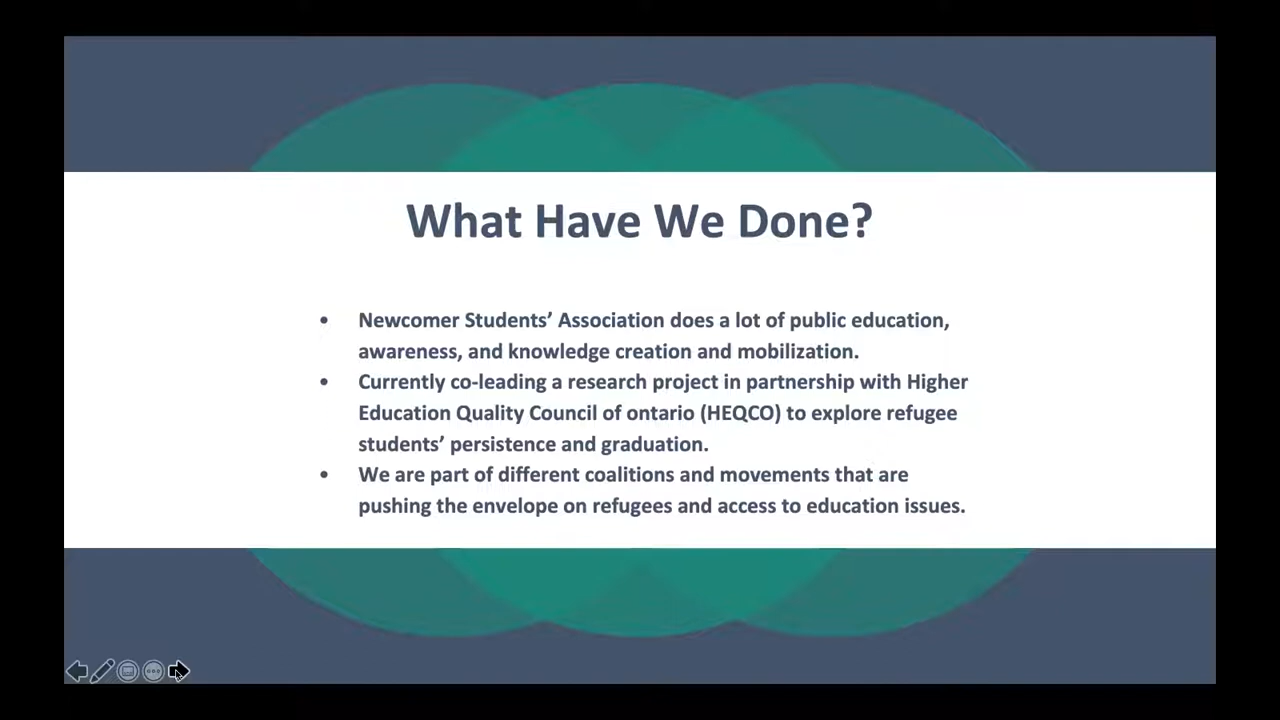 What Have We Done?
• Newcomer Students’ Association does a lot of public education,
awareness, and knowledge creation and mobilization.
• Currently co-leading a research project in partnership with Higher
Education Quality Council of ontario (HEQCO) to explore refugee
students’ persistence and graduation.
• We are part of different coalitions and movements that are
pushing the envelope on refugees and access to education issues.